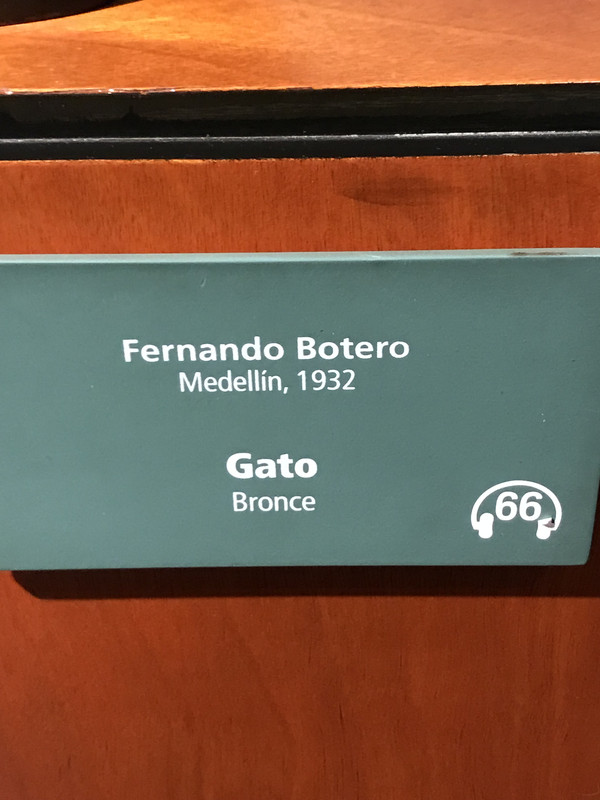 Fernando Botero
Medellín, 1932
Gato
Bronce
66